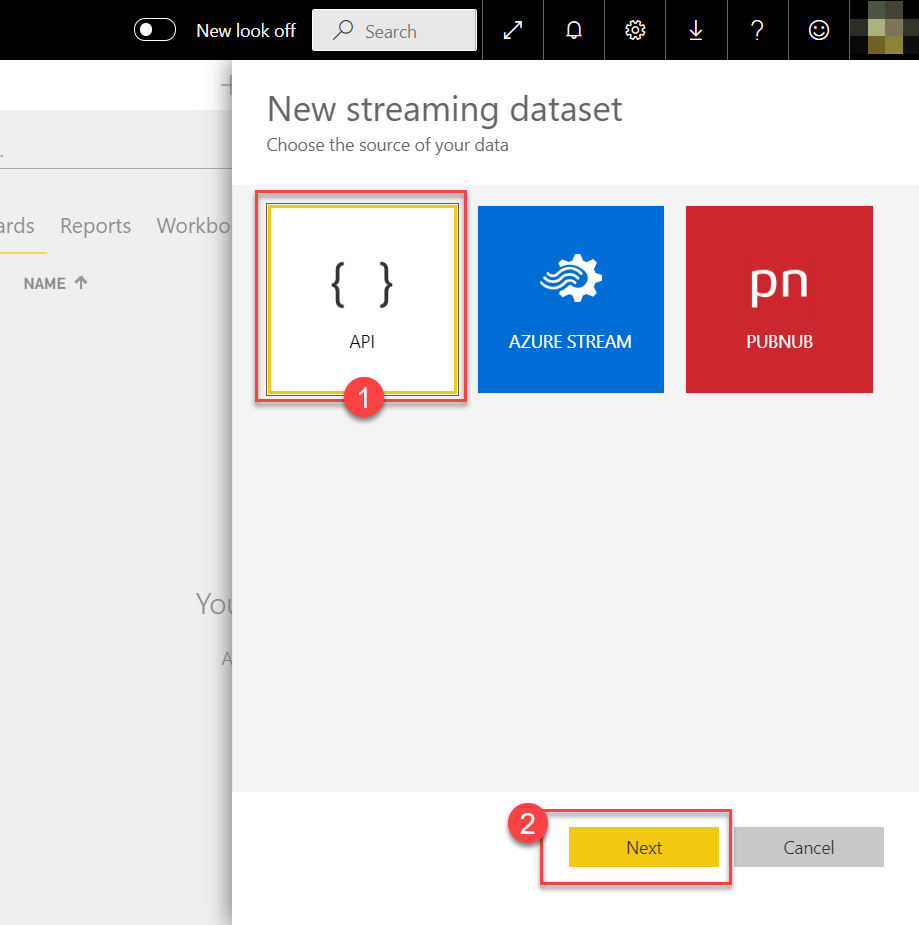 New look off
Search
New streaming dataset
Choose the source of your data
.
ards Reports Workbo
NAME
{ }
API
1
AZURE STREAM
pn
PUBNUB
You
A
2
Next
Cancel